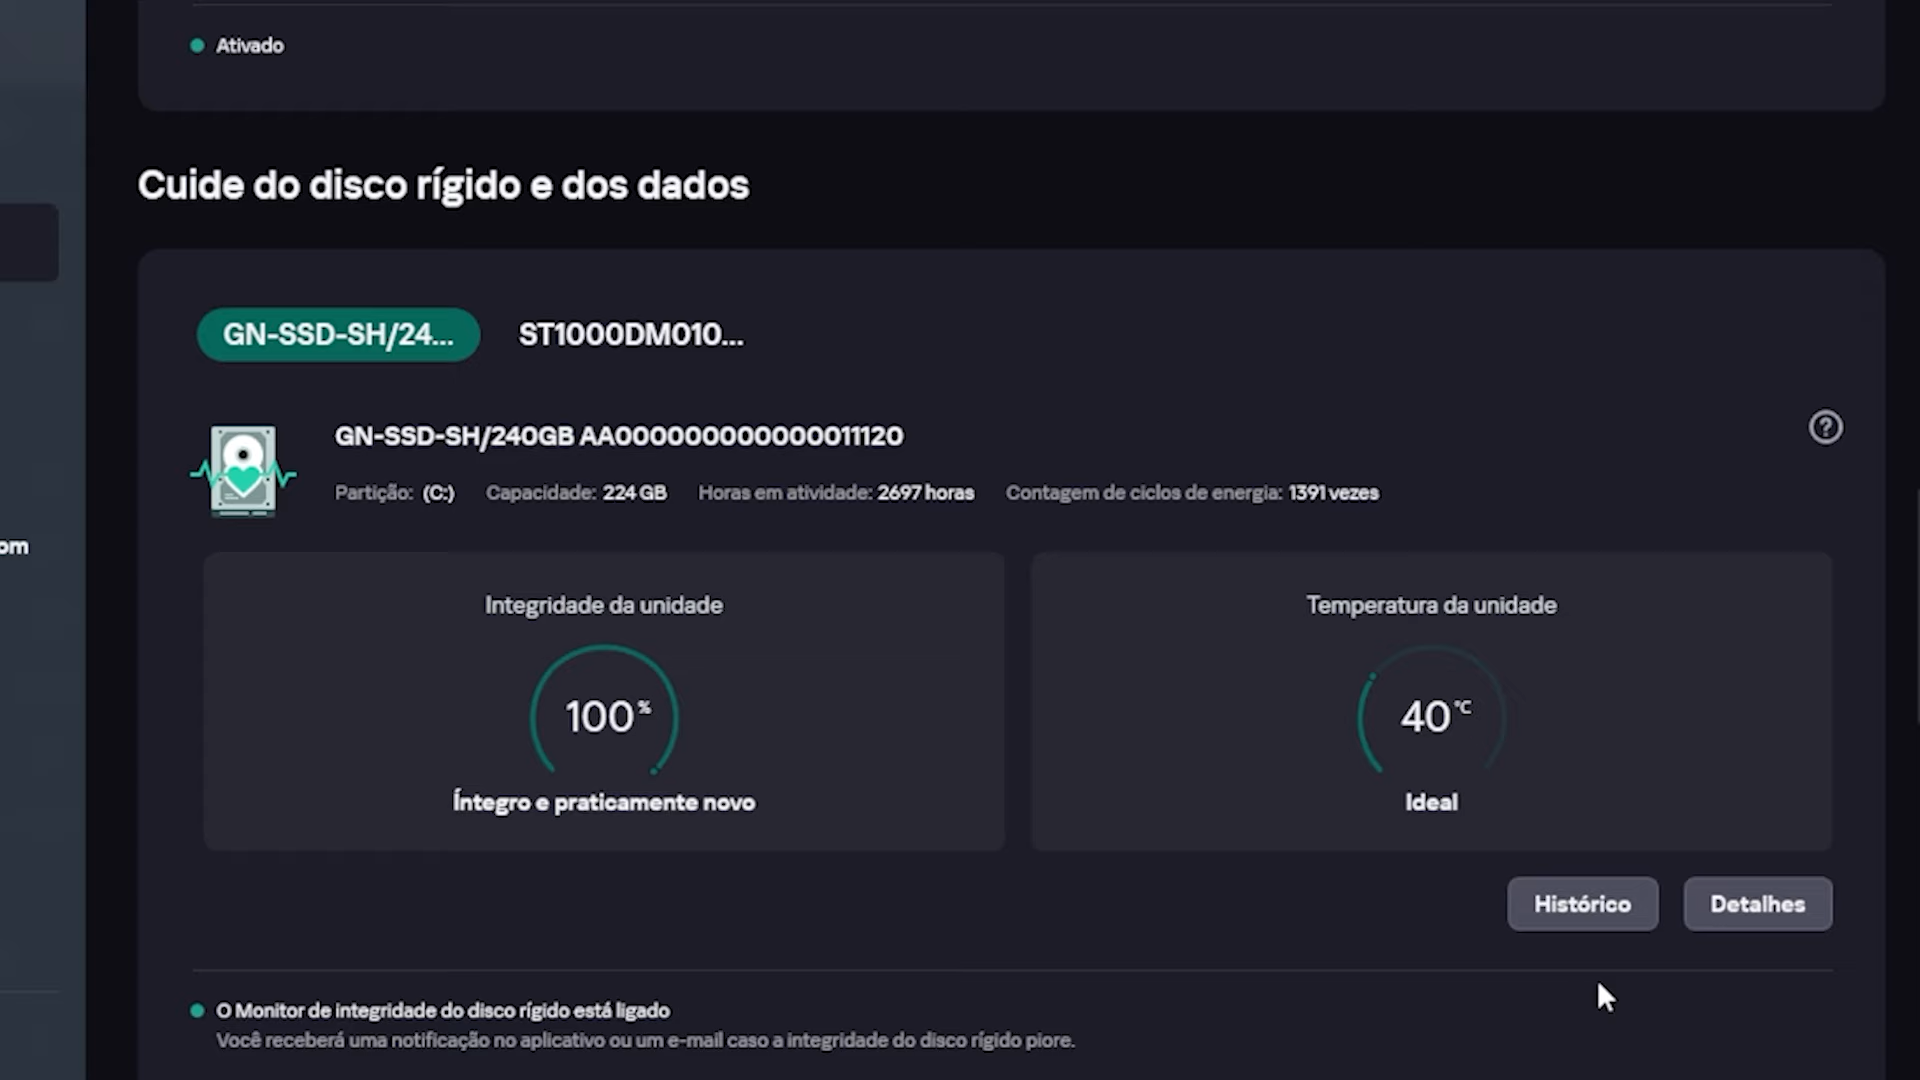 Ativado
Cuide do disco rígido e dos dados
GN-SSD-SH/24... ST1000DM010...
GN-SSD-SH/240GB AA000000000000011120
Partição: (C:) Capacidade: 224 GB Horas em atividade: 2697 horas Contagem de ciclos de energia: 1391 vezes
om
Integridade da unidade
100%
Íntegro e praticamente novo
Temperatura da unidade
40°C
Ideal
Histórico Detalhes
O Monitor de integridade do disco rígido está ligado
Você receberá uma notificação no aplicativo ou um e-mail caso a integridade do disco rígido piore.